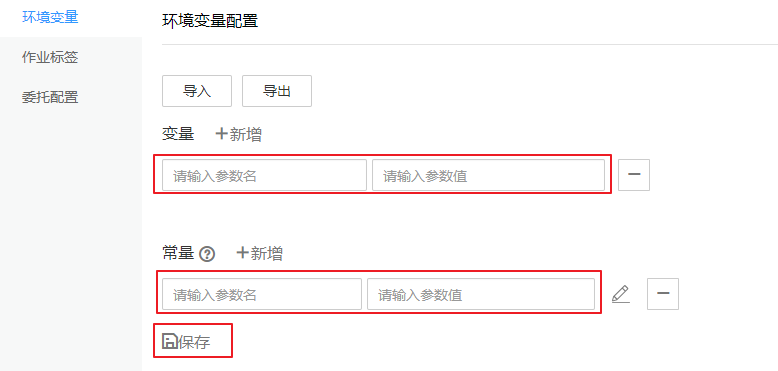 环境变量
作业标签
委托配置
环境变量配置
导入 导出
变量 +新增
请输入参数名 请输入参数值
常量 ? +新增
请输入参数名 请输入参数值
保存